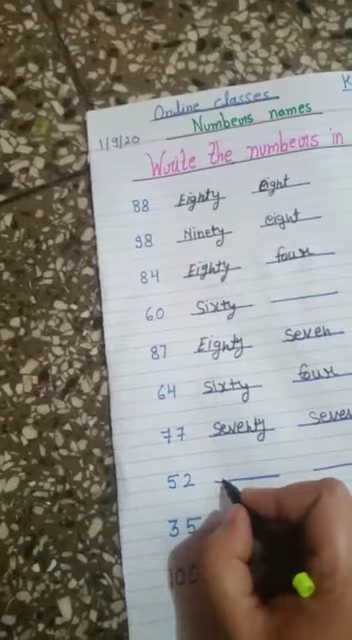 Online classes
1/9/20 Numbers names
Write the numbers in
88 Eighty eight
98 Ninety eight
84 Eighty four
60 Sixty
87 Eighty seven
64 Sixty four
77 Seventy seven
52
35